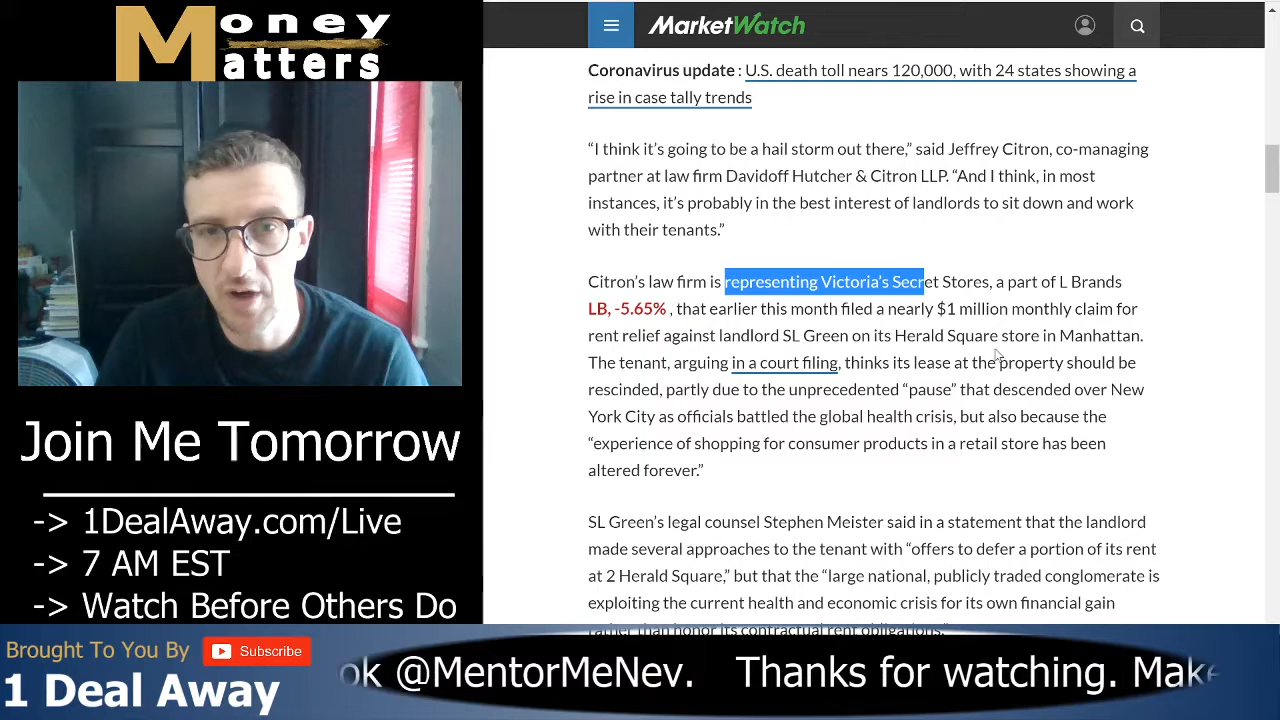 Money
Matters
Join Me Tomorrow
-> 1DealAway.com/Live
-> 7 AM EST
-> Watch Before Others Do
MarketWatch
Coronavirus update : U.S. death toll nears 120,000, with 24 states showing a
rise in case tally trends
“I think it’s going to be a hail storm out there,” said Jeffrey Citron, co-managing
partner at law firm Davidoff Hutcher & Citron LLP. “And I think, in most
instances, it’s probably in the best interest of landlords to sit down and work
with their tenants.”
Citron’s law firm is representing Victoria’s Secret Stores, a part of L Brands
LB, -5.65% , that earlier this month filed a nearly $1 million monthly claim for
rent relief against landlord SL Green on its Herald Square store in Manhattan.
The tenant, arguing in a court filing, thinks its lease at the property should be
rescinded, partly due to the unprecedented “pause” that descended over New
York City as officials battled the global health crisis, but also because the
“experience of shopping for consumer products in a retail store has been
altered forever.”
SL Green’s legal counsel Stephen Meister said in a statement that the landlord
made several approaches to the tenant with “offers to defer a portion of its rent
at 2 Herald Square,” but that the “large national, publicly traded conglomerate is
exploiting the current health and economic crisis for its own financial gain
rather than honor its contractual rent obligations.”
Brought To You By Subscribe
1 Deal Away
ok @MentorMeNev. Thanks for watching. Make